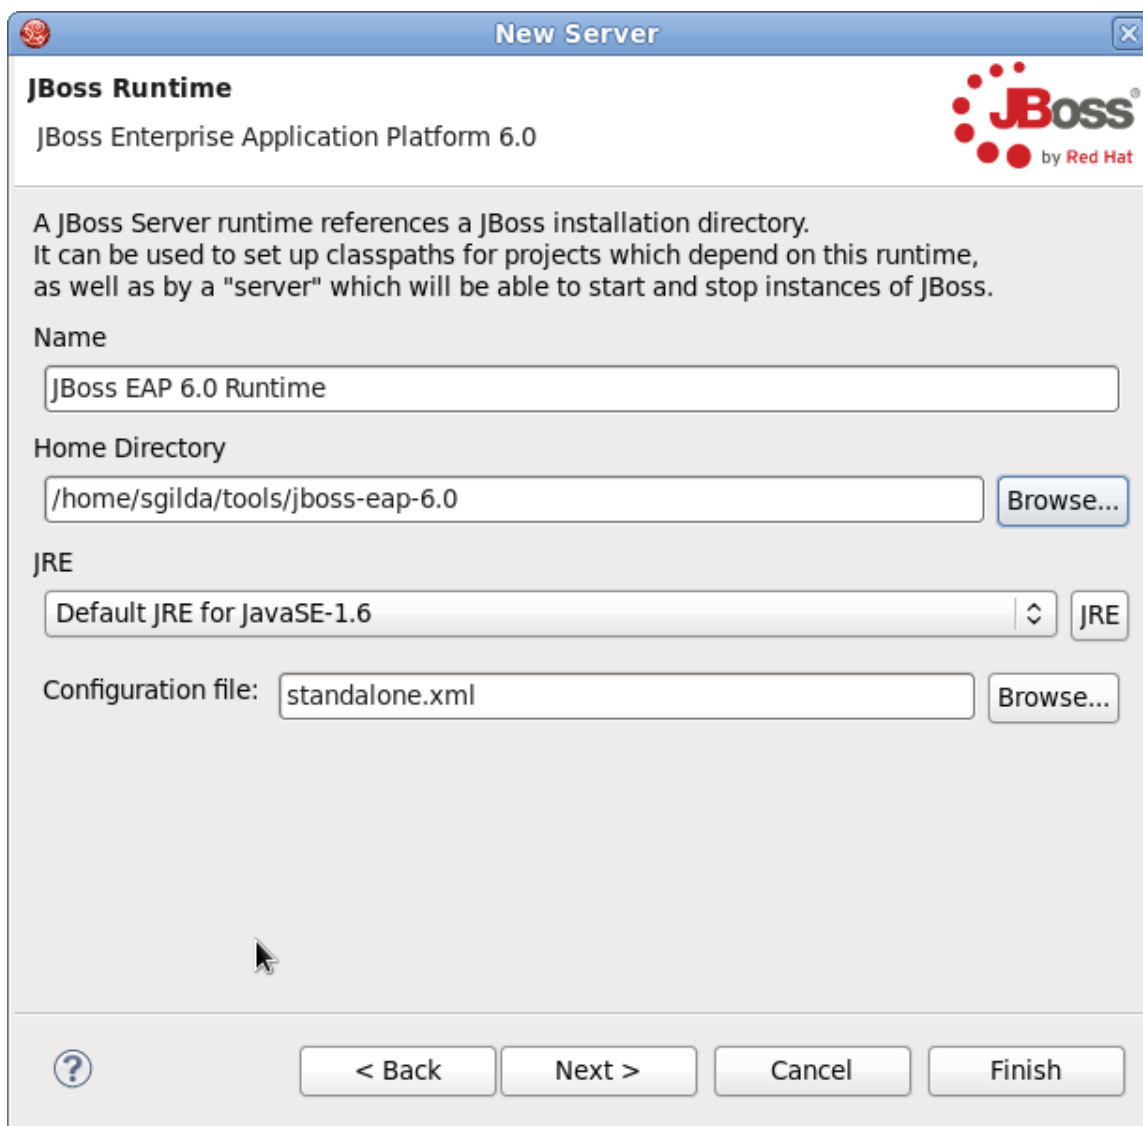 New Server
JBoss Runtime
JBoss Enterprise Application Platform 6.0
JBoss®
by Red Hat
A JBoss Server runtime references a JBoss installation directory.
It can be used to set up classpaths for projects which depend on this runtime,
as well as by a "server" which will be able to start and stop instances of JBoss.
Name
JBoss EAP 6.0 Runtime
Home Directory
/home/sgilda/tools/jboss-eap-6.0 Browse...
JRE
Default JRE for JavaSE-1.6 JRE
Configuration file: standalone.xml Browse...
? < Back Next > Cancel Finish